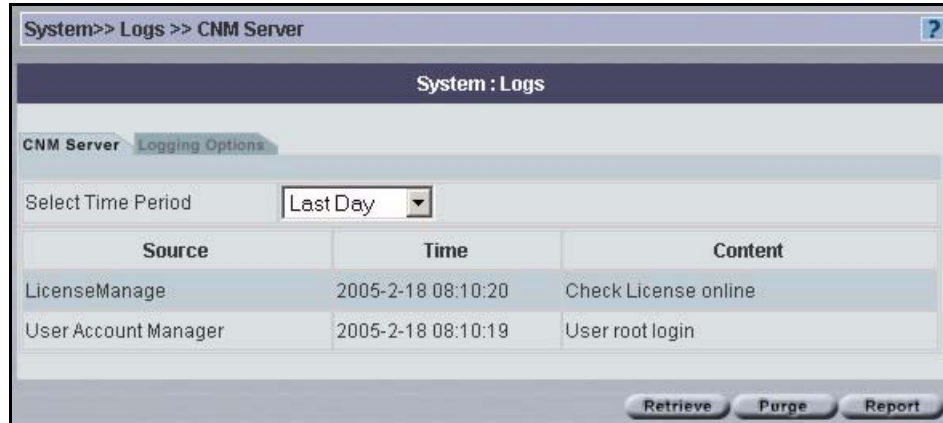 System>> Logs >> CNM Server ?
System : Logs
CNM Server Logging Options
Select Time Period Last Day
Source Time Content
LicenseManage 2005-2-18 08:10:20 Check License online
User Account Manager 2005-2-18 08:10:19 User root login
Retrieve Purge Report